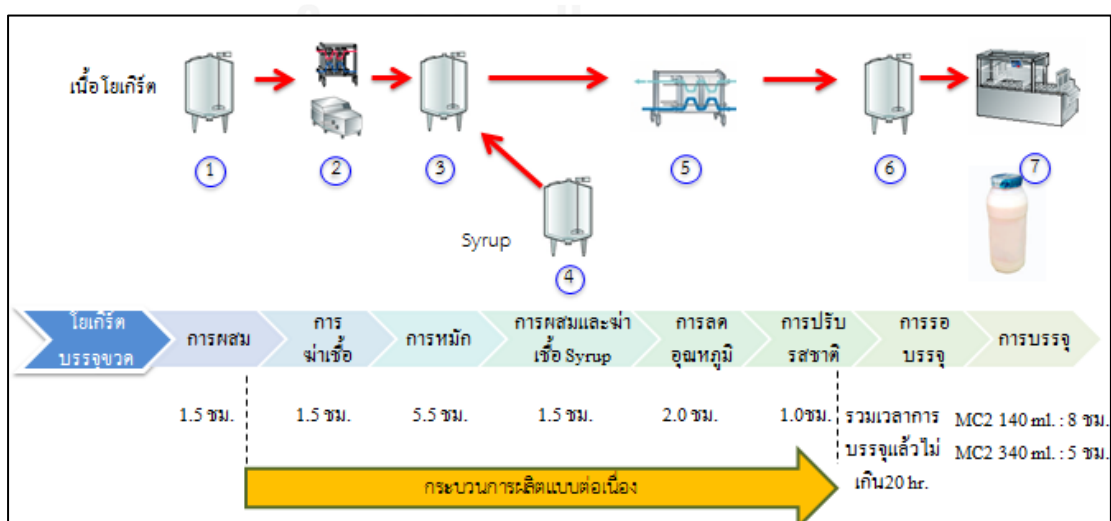 เนื้อโยเกิร์ต
1
2
3
5
6
7
Syrup
4
โยเกิร์ต
บรรจุขวด
การผสม
การ
ฆ่าเชื้อ
การหมัก
การผสมและฆ่า
เชื้อ Syrup
การลด
อุณหภูมิ
การปรับ
รสชาติ
การรอ
บรรจุ
การบรรจุ
1.5 ชม.
1.5 ชม.
5.5 ชม.
1.5 ชม.
2.0 ชม.
1.0ชม.
รวมเวลาการ
บรรจุแล้วไม่
เกิน20 hr.
MC2 140 ml. : 8 ชม.
MC2 340 ml. : 5 ชม.
กระบวนการผลิตแบบต่อเนื่อง